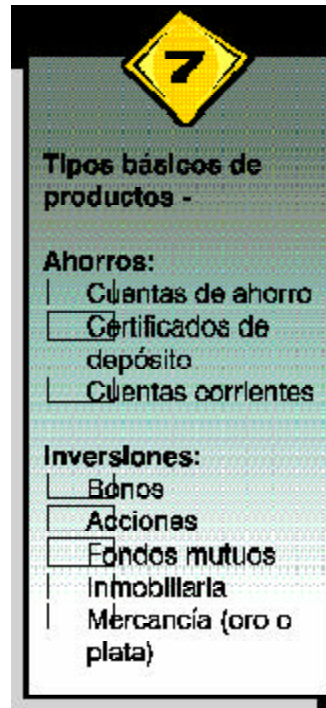 7
Tipos básicos de
productos -
Ahorros:
Cuentas de ahorro
Certificados de
depósito
Cuentas corrientes
Inversiones:
Bonos
Acciones
Fondos mutuos
Inmobiliaria
Mercancía (oro o
plata)